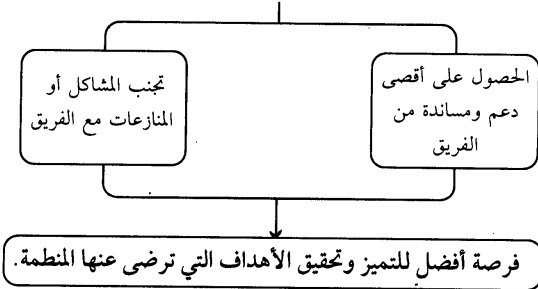 الحصول على أقصى
دعم ومساندة من
الفريق
تجنب المشاكل أو
المنازعات مع الفريق
فرصة أفضل للتميز وتحقيق الأهداف التي ترضى عنها المنطمة.